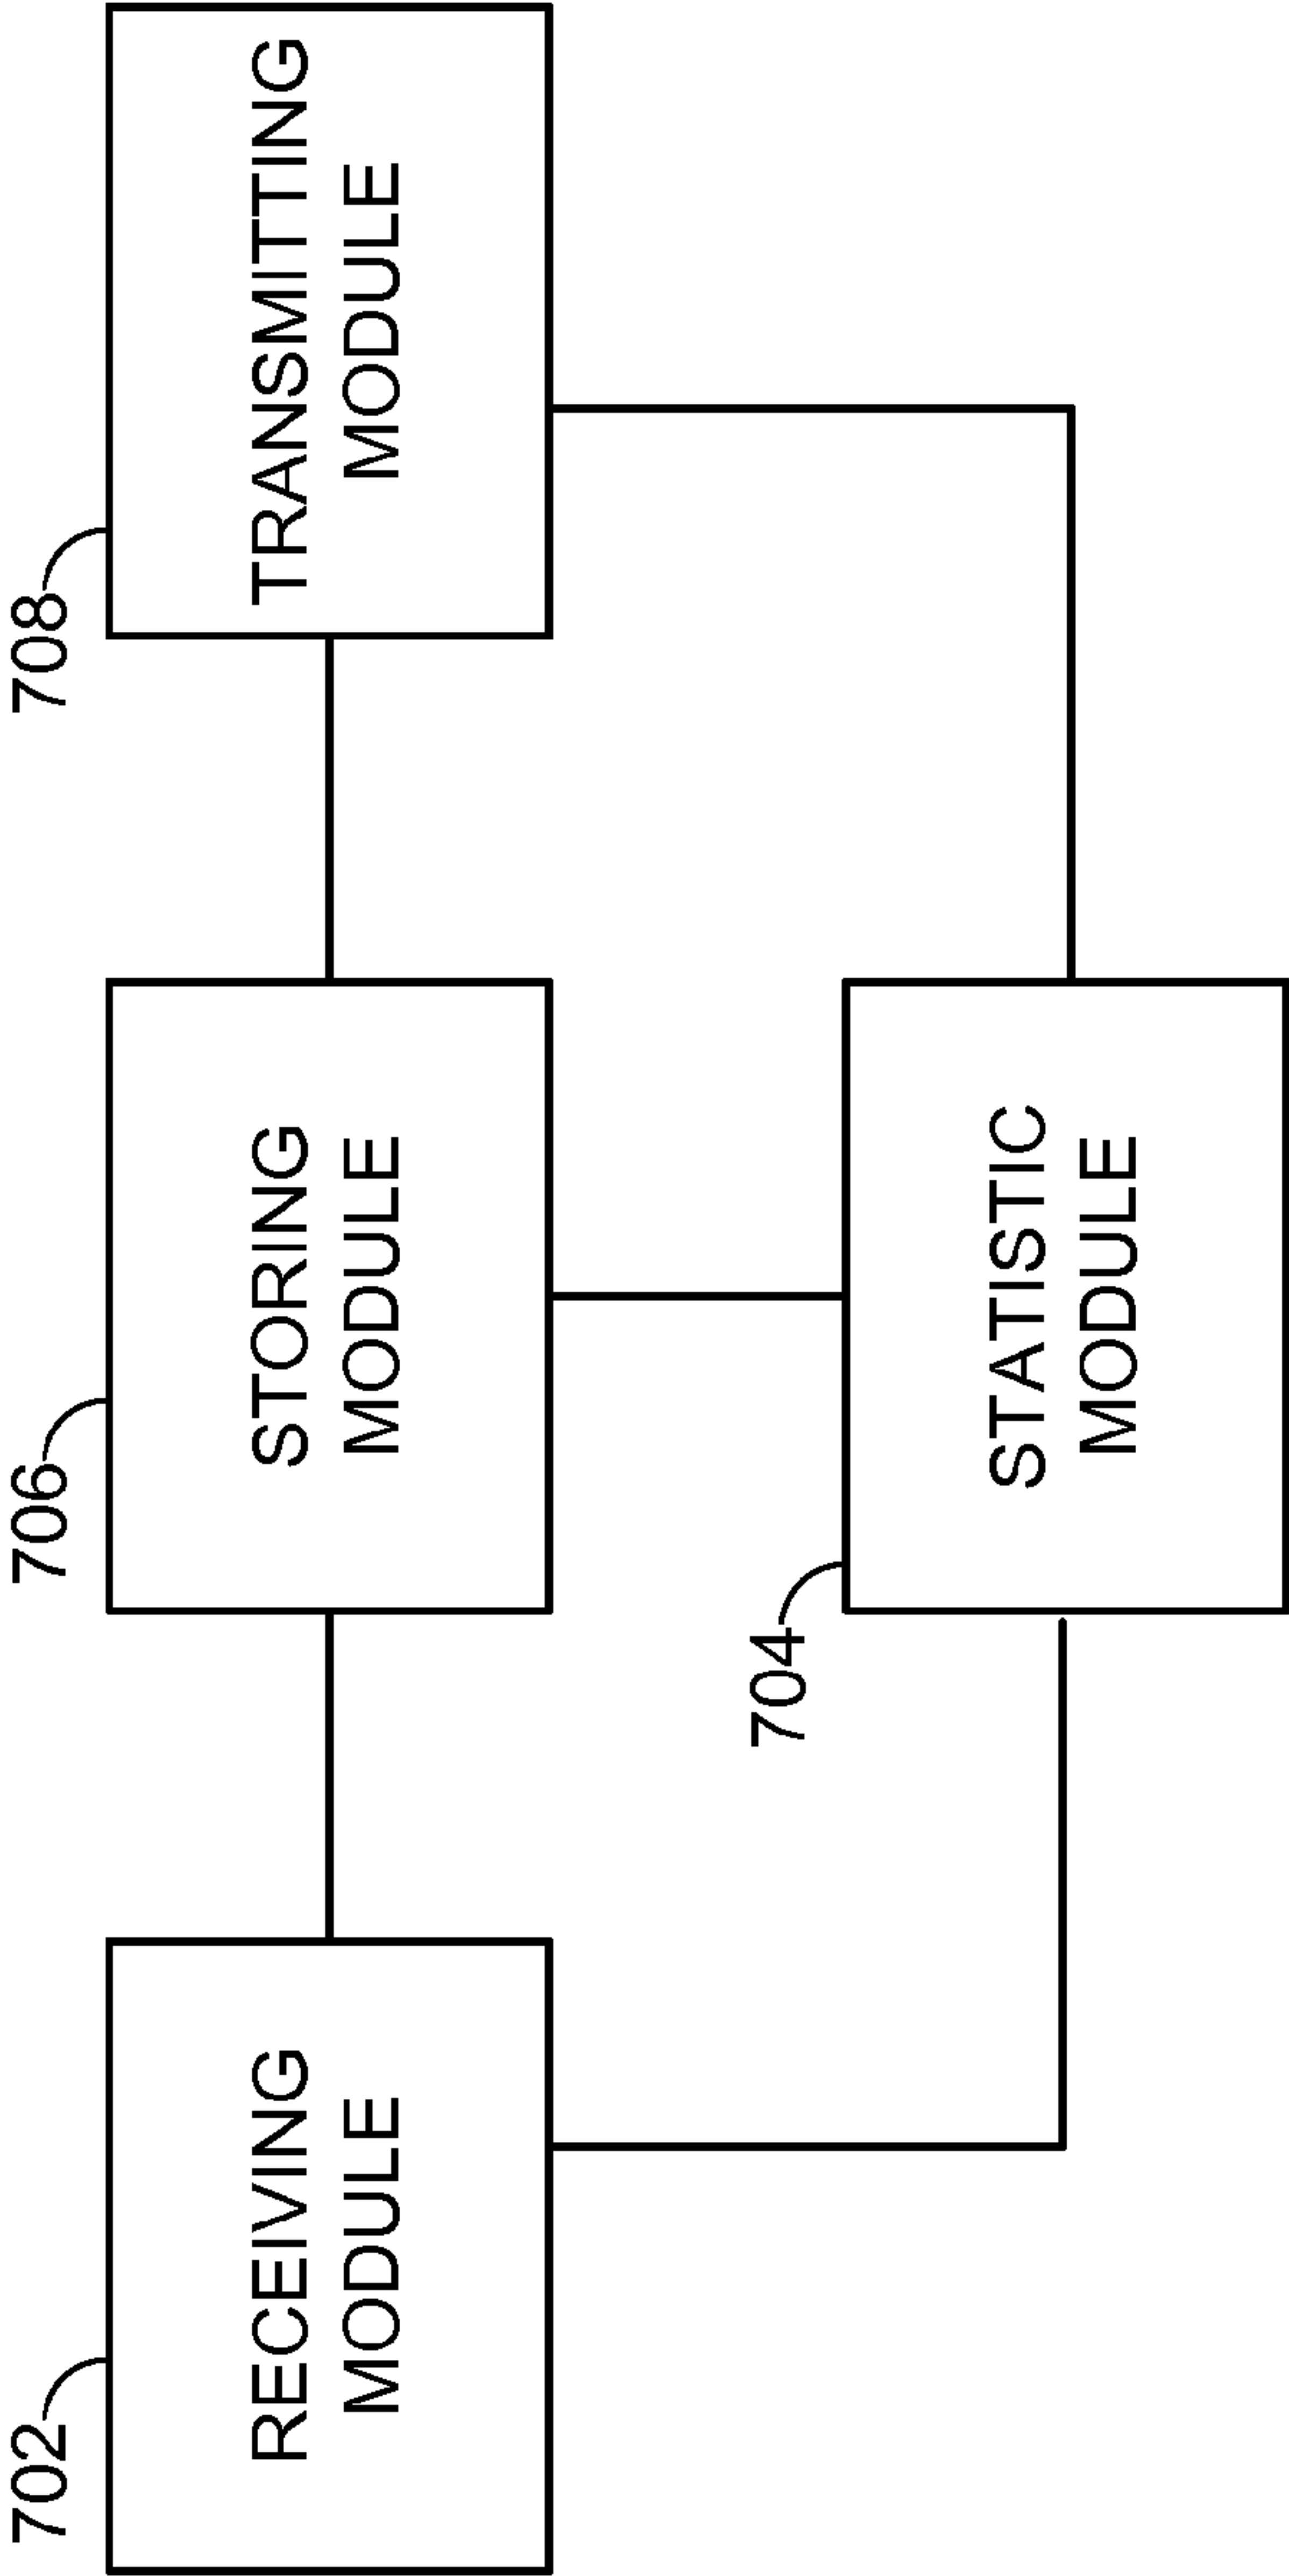 702
RECEIVING
MODULE
706
STORING
MODULE
708
TRANSMITTING
MODULE
704
STATISTIC
MODULE